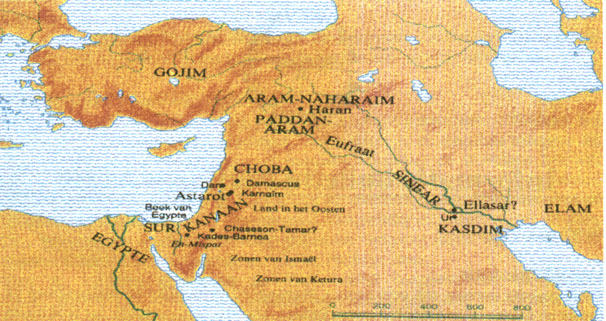 GOJIM
ARAM-NAHARAIM
Haran
PADDAN-
ARAM
Eufraat
CHOBA
Dan
Damascus
Astarot
Karnaïm
SINEAR
Ellasar?
Ur
KASDIM
ELAM
Beek van
Egypte
KANAAN
Land in het Oosten
SUR
Chaseson-Tamar?
Kades-Barnea
En-Mispat
EGYPTE
Zonen van Ismaël
Zonen van Ketura
0 200 400 600 800